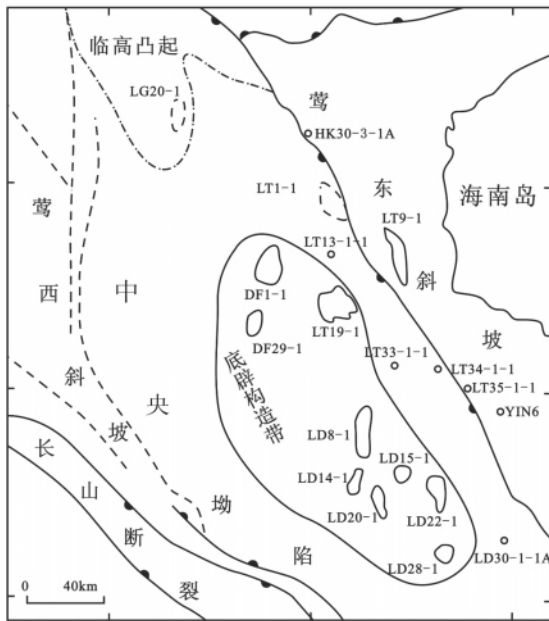 临高凸起
LG20-1
莺
HK30-3-1A
LT1-1
东
海南岛
LT9-1
莺
LT13-1-1
西
中
DF1-1
斜
DF29-1
LT19-1
坡
底辟构造带
LT33-1-1
LT34-1-1
斜
LT35-1-1
央
YIN6
坡
LD8-1
长
LD15-1
山
LD14-1
坳
LD20-1
LD22-1
断
陷
LD30-1-1A
LD28-1
裂
0 40km